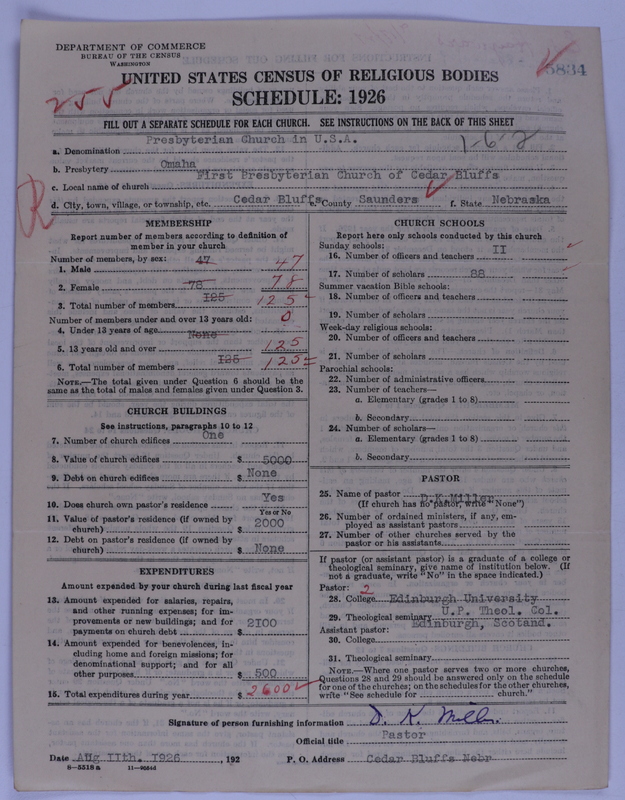 DEPARTMENT OF COMMERCE
BUREAU OF THE CENSUS
WASHINGTON
5834
UNITED STATES CENSUS OF RELIGIOUS BODIES
255
SCHEDULE: 1926
FILL OUT A SEPARATE SCHEDULE FOR EACH CHURCH. SEE INSTRUCTIONS ON THE BACK OF THIS SHEET
a. Denomination Presbyterian Church in U.S.A. 1-6-2
b. Presbytery Omaha
c. Local name of church First Presbyterian Church of Cedar Bluffs
d. City, town, village, or township, etc. Cedar Bluffs e. County Saunders f. State Nebraska
R
MEMBERSHIP
Report number of members according to definition of
member in your church
Number of members, by sex:
1. Male 47 47
2. Female 78 78
3. Total number of members 125 125
Number of members under and over 13 years old:
4. Under 13 years of age None 0
5. 13 years old and over 125
6. Total number of members 125 125
NOTE.—The total given under Question 6 should be
same as the total of males and females given under Question 3.
CHURCH BUILDINGS
See instructions, paragraphs 10 to 12
7. Number of church edifices One
8. Value of church edifices $ 5000
9. Debt on church edifices $ None
10. Does church own pastor's residence Yes
Yes or No
11. Value of pastor's residence (if owned by
church) $ 2000
12. Debt on pastor's residence (if owned by
church) $ None
EXPENDITURES
Amount expended by your church during last fiscal year
13. Amount expended for salaries, repairs,
and other running expenses; for im-
provements or new buildings; and for
payments on church debt $ 2100
14. Amount expended for benevolences, in-
cluding home and foreign missions; for
denominational support; and for all
other purposes $ 500
15. Total expenditures during year $ 2600
CHURCH SCHOOLS
Report here only schools conducted by this church
Sunday schools:
16. Number of officers and teachers II
17. Number of scholars 88
Summer vacation Bible schools:
18. Number of officers and teachers
19. Number of scholars
Week-day religious schools:
20. Number of officers and teachers
21. Number of scholars
Parochial schools:
22. Number of administrative officers
23. Number of teachers—
a. Elementary (grades 1 to 8)
b. Secondary
24. Number of scholars—
a. Elementary (grades 1 to 8)
b. Secondary
PASTOR
25. Name of pastor D.K.Miller
(If church has no pastor, write "None")
26. Number of ordained ministers, if any, em-
ployed as assistant pastors
27. Number of other churches served by the
pastor or his assistants
If pastor (or assistant pastor) is a graduate of a college or
theological seminary, give name of institution below. (If
not a graduate, write "No" in the space indicated.)
Pastor: 2
28. College Edinburgh University
29. Theological seminary U.P. Theol. Col.
Edinburgh, Scotand.
Assistant pastor:
30. College
31. Theological seminary
NOTE.—Where one pastor serves two or more churches,
Questions 28 and 29 should be answered only on the schedule
for one of the churches; on the schedules for the other churches,
write "See schedule for church."
Signature of person furnishing information D. K. Miller
Official title Pastor
Date Aug 11th. 1926 , 192 P. O. Address Cedar Bluffs Nebr
8—5518 a